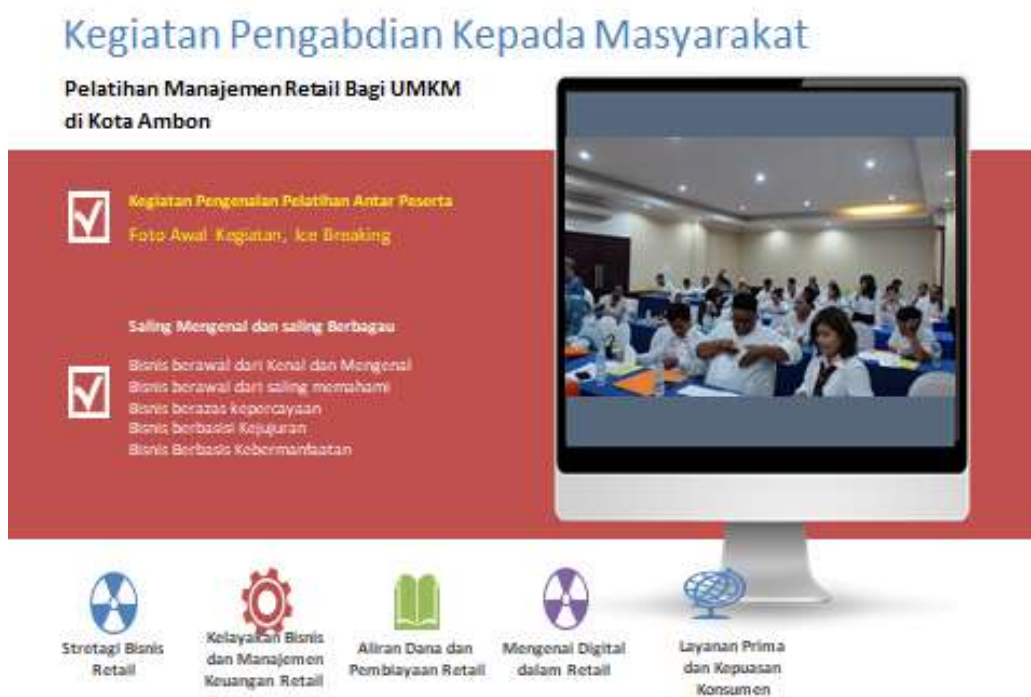 Kegiatan Pengabdian Kepada Masyarakat
Pelatihan Manajemen Retail Bagi UMKM
di Kota Ambon
Kegiatan Pengenalan Pelatihan Antar Peserta
Foto Awal Kegiatan, Ice Breaking
Saling Mengenal dan saling Berbagau
Bisnis berawal dari Kenal dan Mengenal
Bisnis berawal dari saling memahami
Bisnis berazas kepercayaan
Bisnis berbasisi Kejujuran
Bisnis Berbasis Kebermanfaatan
Stretagi Bisnis
Retail
Kelayakan Bisnis
dan Manajemen
Keuangan Retail
Aliran Dana dan
Pembiayaan Retail
Mengenai Digital
dalam Retail
Layanan Prima
dan Kepuasan
Konsumen